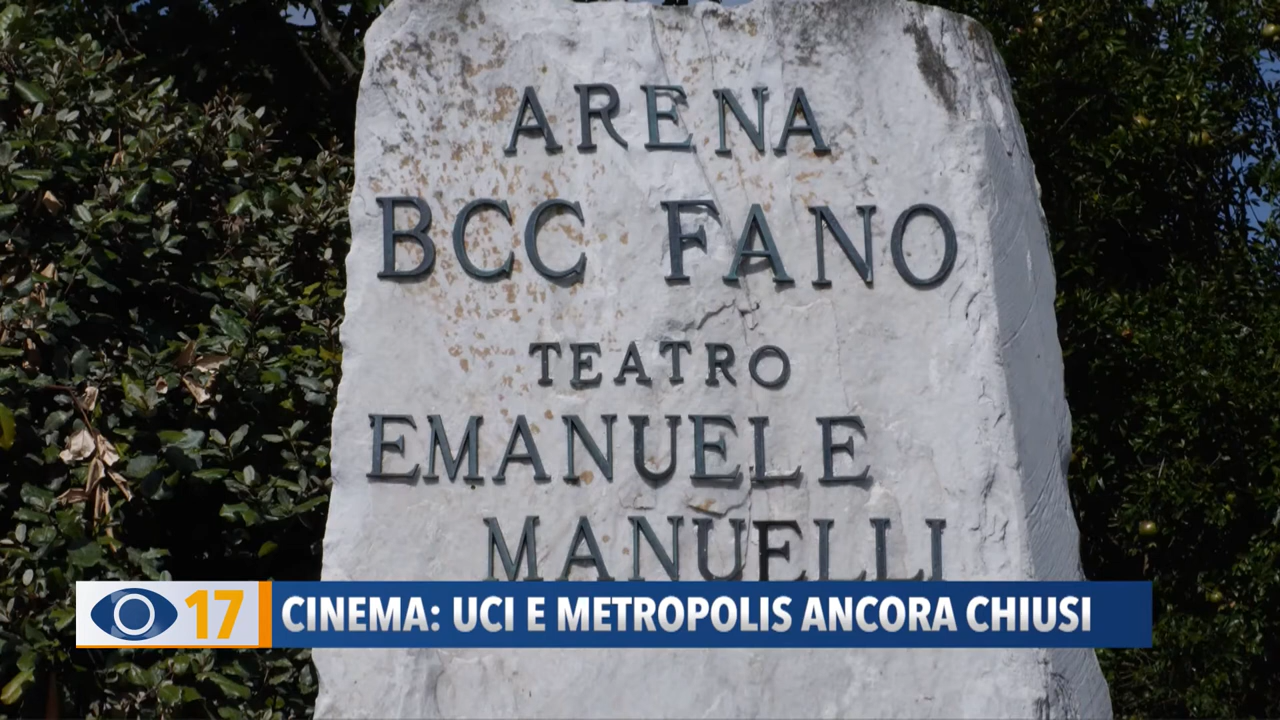 ARENA
BCC FANO
TEATRO
EMANUELE
MANUELLI
17 CINEMA: UCI E METROPOLIS ANCORA CHIUSI